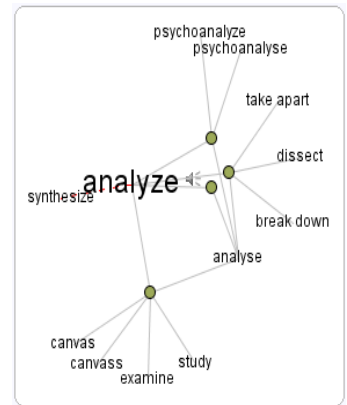 psychoanalyze
psychoanalyse
take apart
dissect
analyze
synthesize
break down
analyse
canvas
canvass
study
examine